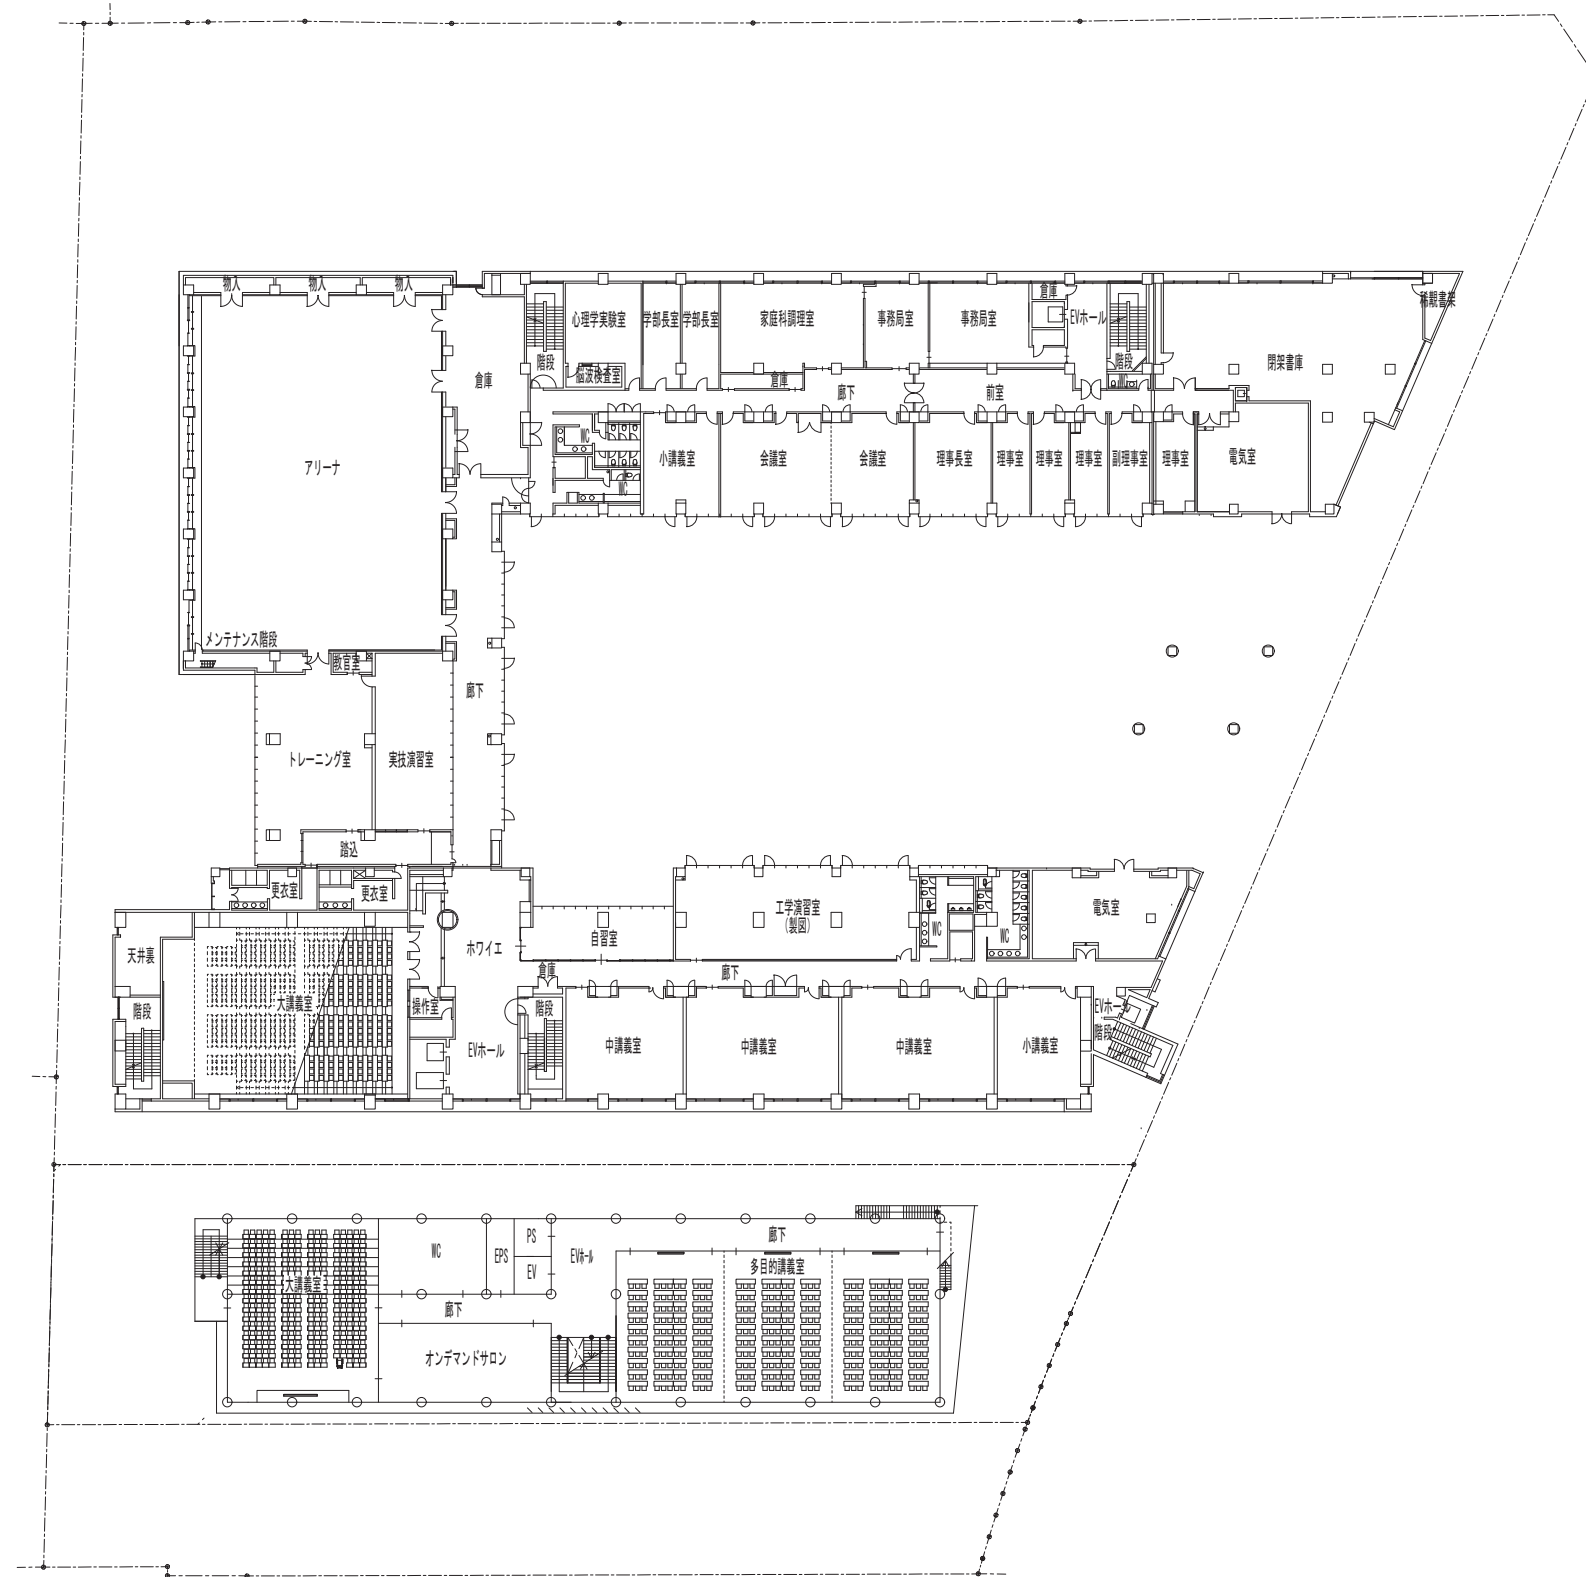 物入
物入
物入
アリーナ
倉庫
階段
心理学実験室
脳波検査室
学部長室
学部長室
家庭科調理室
倉庫
事務局室
事務局室
倉庫
EVホール
階段
WC
閉架書庫
稀覯書架
廊下
前室
WC
WC
小講義室
会議室
会議室
理事長室
理事室
理事室
理事室
副理事室
理事室
電気室
メンテナンス階段
教官室
廊下
トレーニング室
実技演習室
踏込
更衣室
更衣室
天井裏
階段
大講義室
ホワイエ
操作室
EVホール
自習室
倉庫
階段
工学演習室
(製図)
廊下
WC
WC
電気室
中講義室
中講義室
中講義室
小講義室
EVホー
階段
大講義室
WC
EPS
PS
EV
EVホール
廊下
多目的講義室
廊下
オンデマンドサロン